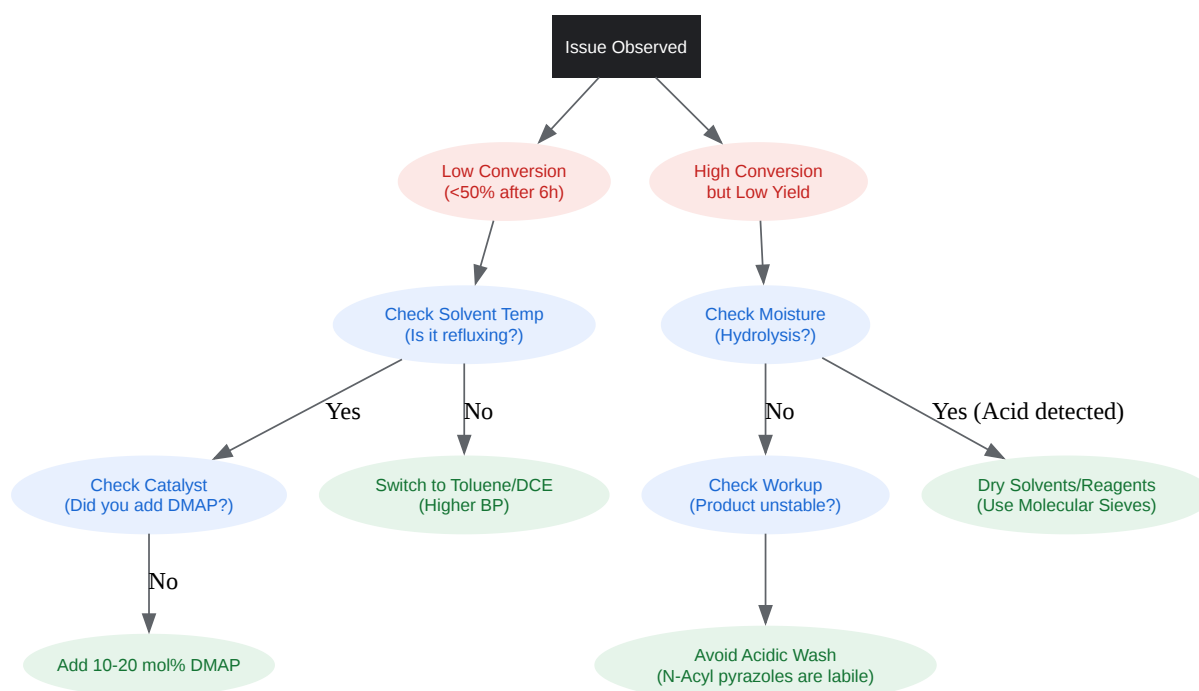 Issue Observed
Low Conversion
(<50% after 6h)
High Conversion
but Low Yield
Check Solvent Temp
(Is it refluxing?)
Check Moisture
(Hydrolysis?)
Yes
No
No
Yes (Acid detected)
Check Catalyst
(Did you add DMAP?)
Switch to Toluene/DCE
(Higher BP)
Check Workup
(Product unstable?)
Dry Solvents/Reagents
(Use Molecular Sieves)
No
Add 10-20 mol% DMAP
Avoid Acidic Wash
(N-Acyl pyrazoles are labile)